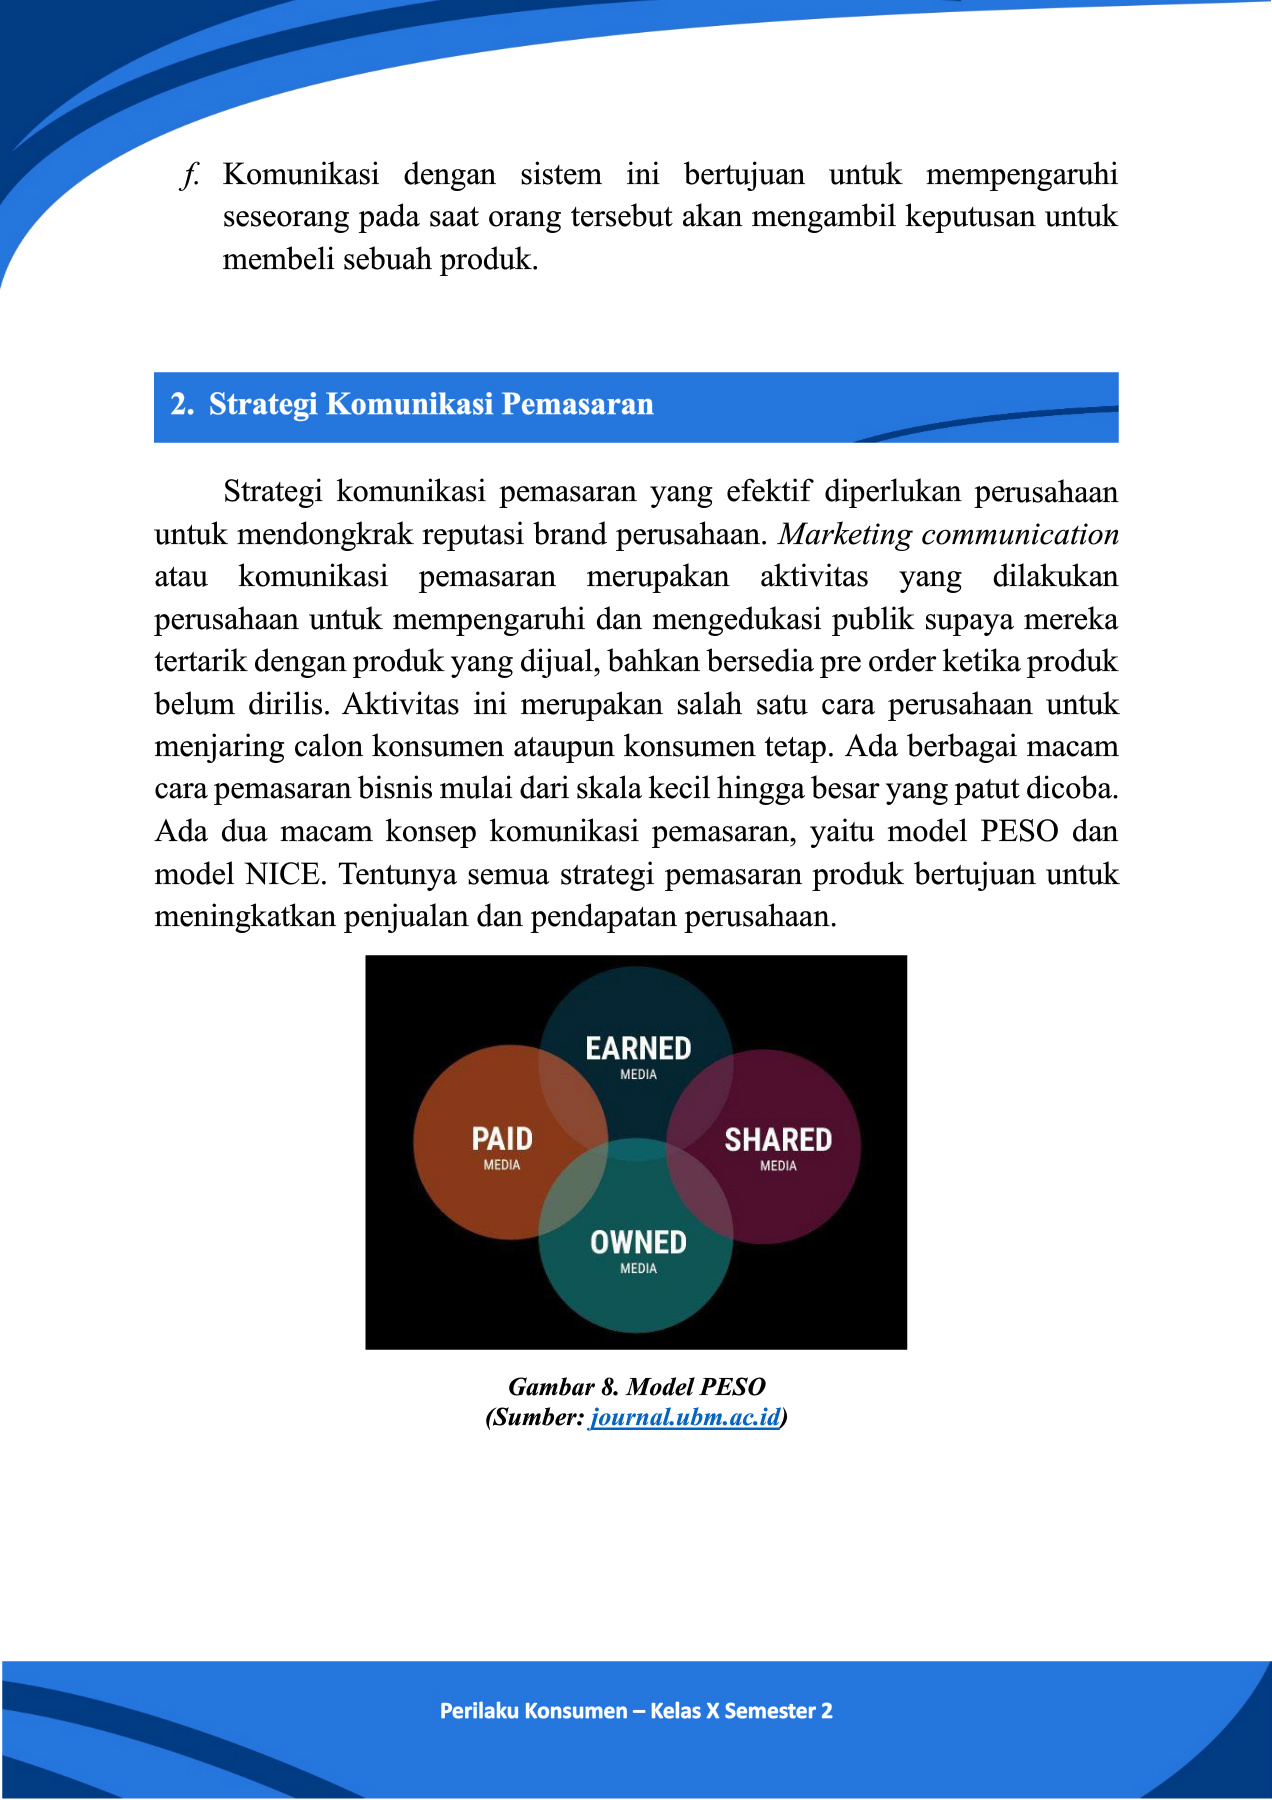 f. Komunikasi dengan sistem ini bertujuan untuk mempengaruhi
seseorang pada saat orang tersebut akan mengambil keputusan untuk
membeli sebuah produk.
2. Strategi Komunikasi Pemasaran
Strategi komunikasi pemasaran yang efektif diperlukan perusahaan
untuk mendongkrak reputasi brand perusahaan. Marketing communication
atau komunikasi pemasaran merupakan aktivitas yang dilakukan
perusahaan untuk mempengaruhi dan mengedukasi publik supaya mereka
tertarik dengan produk yang dijual, bahkan bersedia pre order ketika produk
belum dirilis. Aktivitas ini merupakan salah satu cara perusahaan untuk
menjaring calon konsumen ataupun konsumen tetap. Ada berbagai macam
cara pemasaran bisnis mulai dari skala kecil hingga besar yang patut dicoba.
Ada dua macam konsep komunikasi pemasaran, yaitu model PESO dan
model NICE. Tentunya semua strategi pemasaran produk bertujuan untuk
meningkatkan penjualan dan pendapatan perusahaan.
EARNED
MEDIA
PAID
MEDIA
SHARED
MEDIA
OWNED
MEDIA
Gambar 8. Model PESO
(Sumber: journal.ubm.ac.id)
Perilaku Konsumen – Kelas X Semester 2